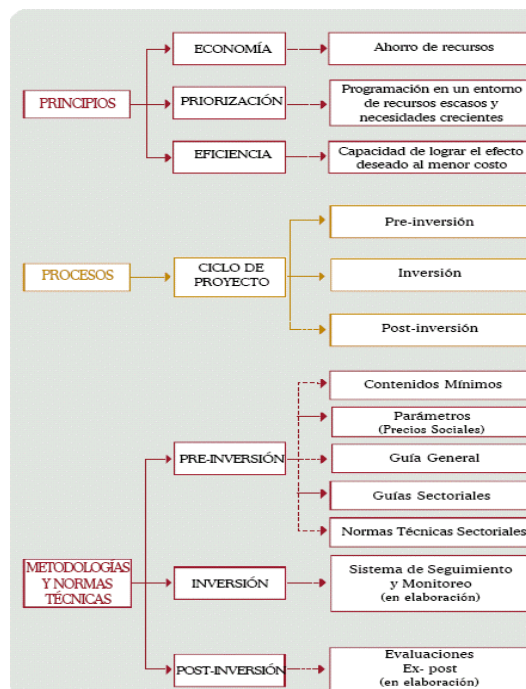 PRINCIPIOS
ECONOMÍA
Ahorro de recursos
PRIORIZACIÓN
Programación en un entorno
de recursos escasos y
necesidades crecientes
EFICIENCIA
Capacidad de lograr el efecto
deseado al menor costo
PROCESOS
CICLO DE
PROYECTO
Pre-inversión
Inversión
Post-inversión
METODOLOGÍAS
Y NORMAS
TÉCNICAS
PRE-INVERSIÓN
Contenidos Mínimos
Parámetros
(Precios Sociales)
Guía General
Guías Sectoriales
Normas Técnicas Sectoriales
INVERSIÓN
Sistema de Seguimiento
y Monitoreo
(en elaboración)
POST-INVERSIÓN
Evaluaciones
Ex- post
(en elaboración)